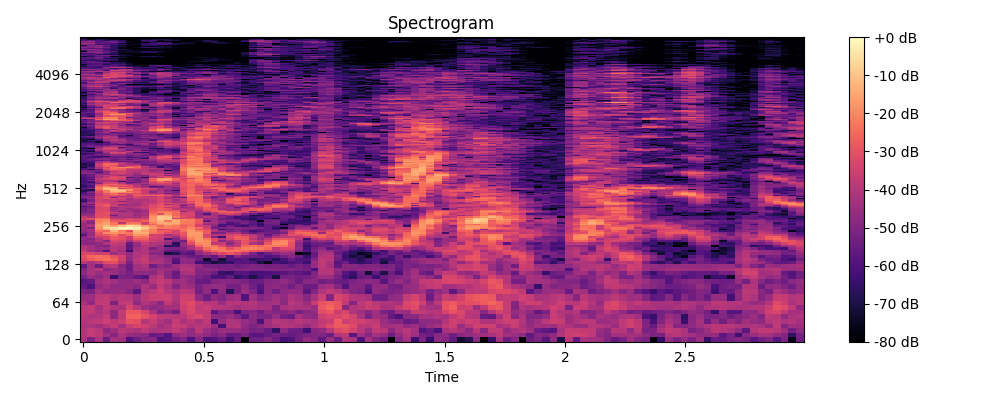 Spectrogram
+0 dB
4096
-10 dB
2048
-20 dB
1024
-30 dB
Hz
512
-40 dB
256
-50 dB
128
-60 dB
64
-70 dB
0
-80 dB
0
0.5
1
1.5
2
2.5
Time